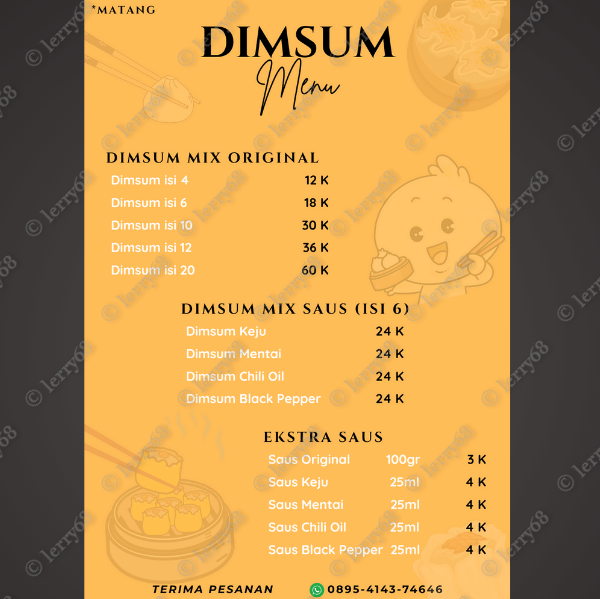 *MATANG
DIMSUM
Menu
DIMSUM MIX ORIGINAL
Dimsum isi 4 12 K
Dimsum isi 6 18 K
Dimsum isi 10 30 K
Dimsum isi 12 36 K
Dimsum isi 20 60 K
DIMSUM MIX SAUS (ISI 6)
Dimsum Keju 24 K
Dimsum Mentai 24 K
Dimsum Chili Oil 24 K
Dimsum Black Pepper 24 K
EKSTRA SAUS
Saus Original 100gr 3 K
Saus Keju 25ml 4 K
Saus Mentai 25ml 4 K
Saus Chili Oil 25ml 4 K
Saus Black Pepper 25ml 4 K
TERIMA PESANAN 0895-4143-74646
© lerry68